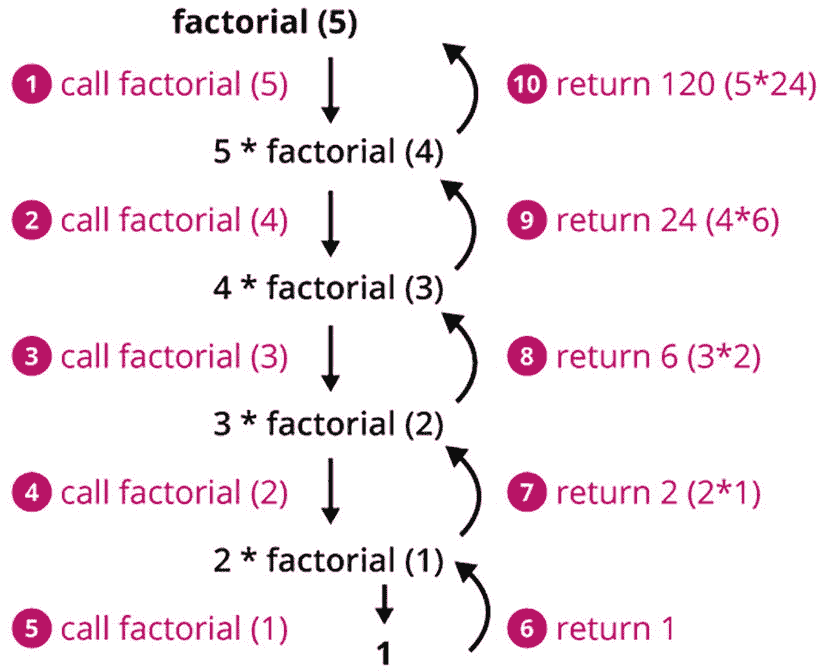 factorial (5)
1 call factorial (5)
10 return 120 (5*24)
5 * factorial (4)
2 call factorial (4)
9 return 24 (4*6)
4 * factorial (3)
3 call factorial (3)
8 return 6 (3*2)
3 * factorial (2)
4 call factorial (2)
7 return 2 (2*1)
2 * factorial (1)
5 call factorial (1)
6 return 1
1